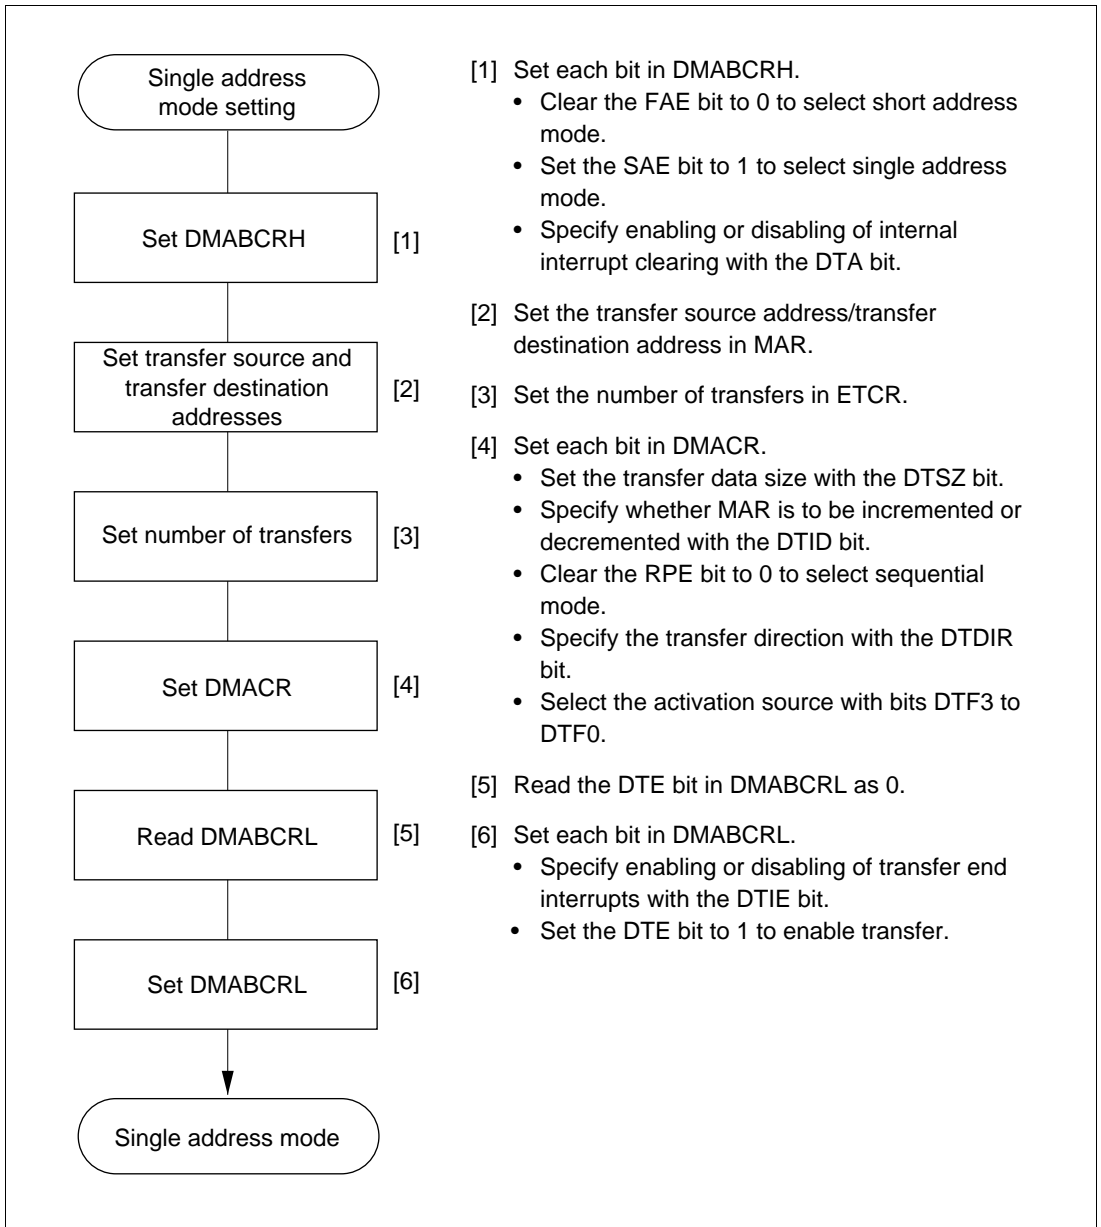 Single address
mode setting
Set DMABCRH [1]
Set transfer source and
transfer destination
addresses
[2]
Set number of transfers [3]
Set DMACR [4]
Read DMABCRL [5]
Set DMABCRL [6]
Single address mode
[1] Set each bit in DMABCRH.
• Clear the FAE bit to 0 to select short address
mode.
• Set the SAE bit to 1 to select single address
mode.
• Specify enabling or disabling of internal
interrupt clearing with the DTA bit.
[2] Set the transfer source address/transfer
destination address in MAR.
[3] Set the number of transfers in ETCR.
[4] Set each bit in DMACR.
• Set the transfer data size with the DTSZ bit.
• Specify whether MAR is to be incremented or
decremented with the DTID bit.
• Clear the RPE bit to 0 to select sequential
mode.
• Specify the transfer direction with the DTDIR
bit.
• Select the activation source with bits DTF3 to
DTF0.
[5] Read the DTE bit in DMABCRL as 0.
[6] Set each bit in DMABCRL.
• Specify enabling or disabling of transfer end
interrupts with the DTIE bit.
• Set the DTE bit to 1 to enable transfer.